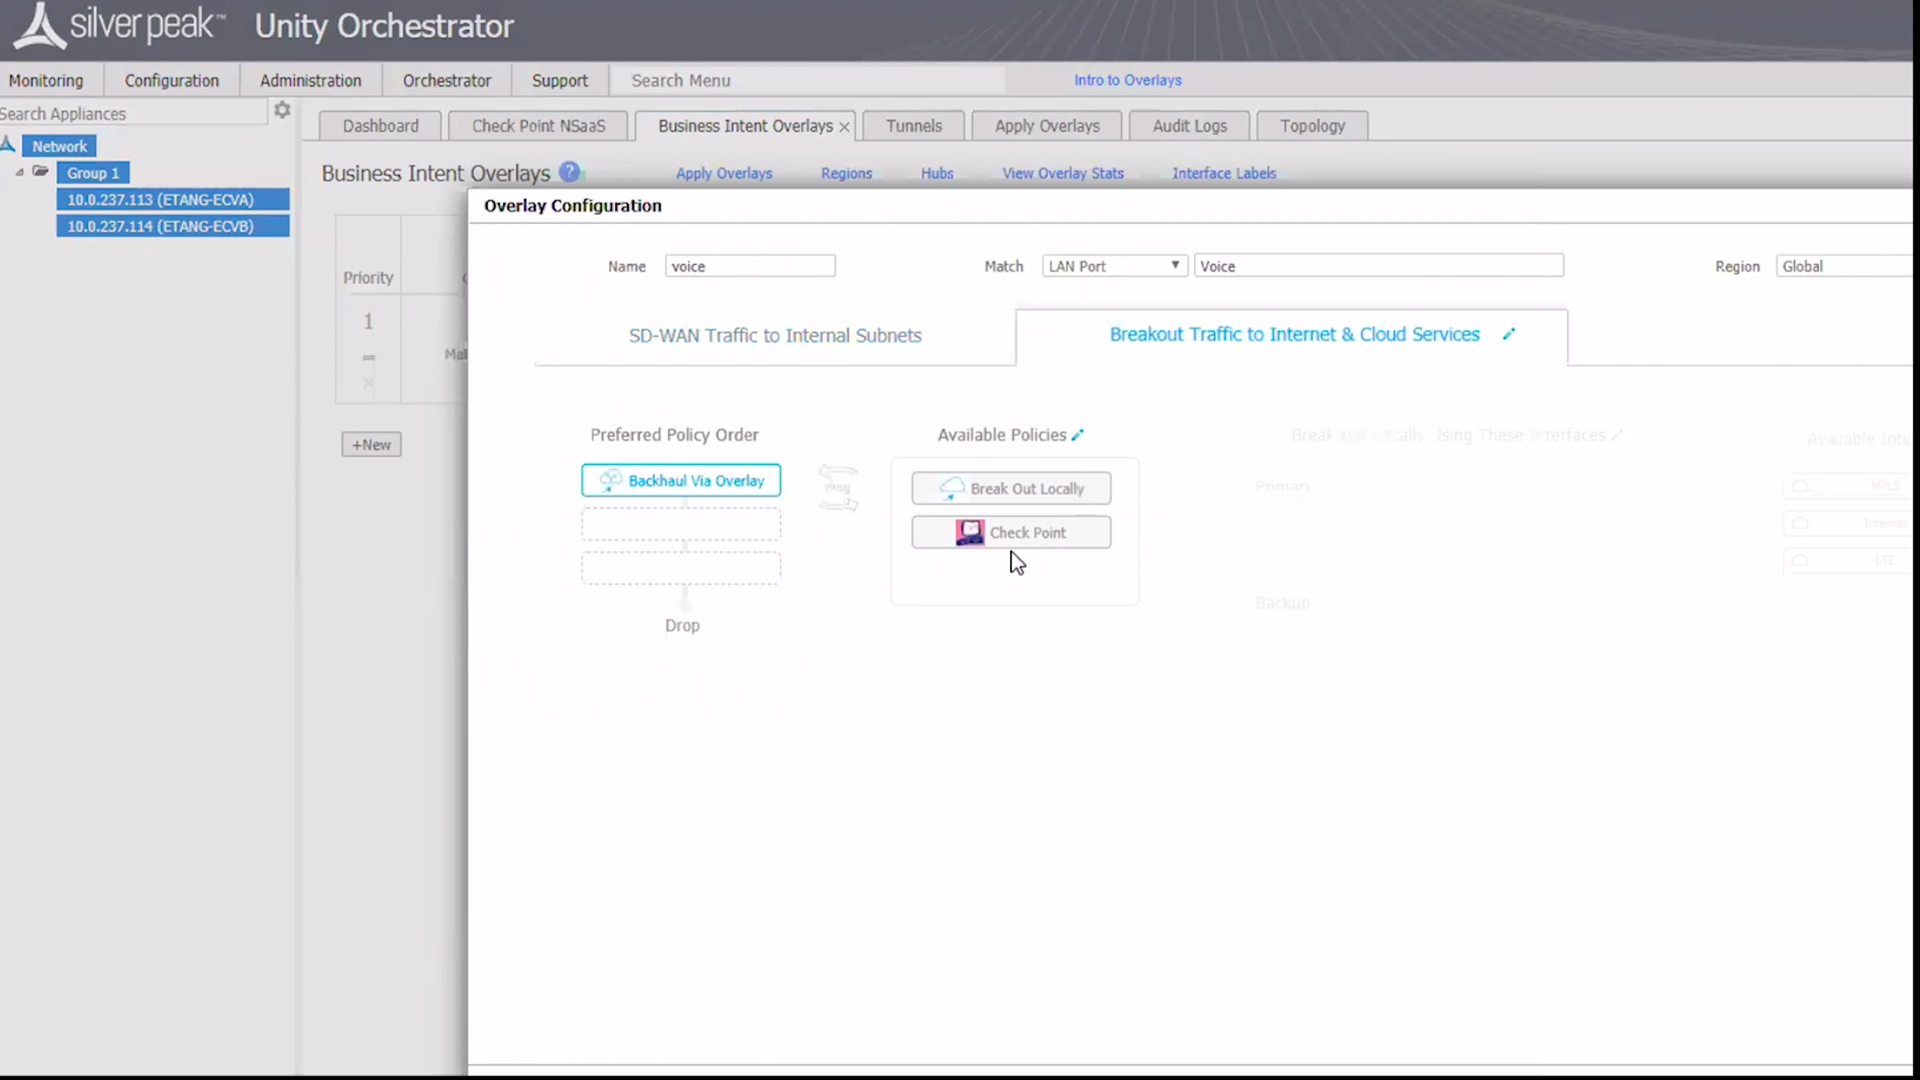 silver peak™ Unity Orchestrator
Monitoring Configuration Administration Orchestrator Support Search Menu Intro to Overlays
Search Appliances
Dashboard Check Point NSaaS Business Intent Overlays × Tunnels Apply Overlays Audit Logs Topology
Network
Group 1
10.0.237.113 (ETANG-ECVA)
10.0.237.114 (ETANG-ECVB)
Business Intent Overlays ? Apply Overlays Regions Hubs View Overlay Stats Interface Labels
Overlay Configuration
Name voice Match LAN Port Voice Region Global
Priority
1
=
×
+New
SD-WAN Traffic to Internal Subnets Breakout Traffic to Internet & Cloud Services
Preferred Policy Order Available Policies Break Out Locally Using These Interfaces Available
Backhaul Via Overlay Drag Break Out Locally Primary MPLS
Check Point Internet
LTE
Backup
Drop